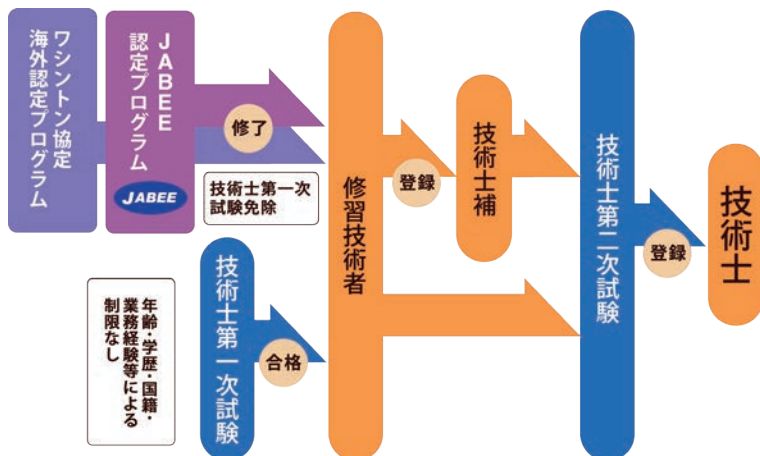 ワシントン協定
海外認定プログラム
JABEE
認定プログラム
JABEE
修了
技術士第一次
試験免除
年齢・学歴・国籍・
業務経験等による
制限なし
技術士第一次試験
合格
修習技術者
登録
技術士補
技術士第二次試験
登録
技術士